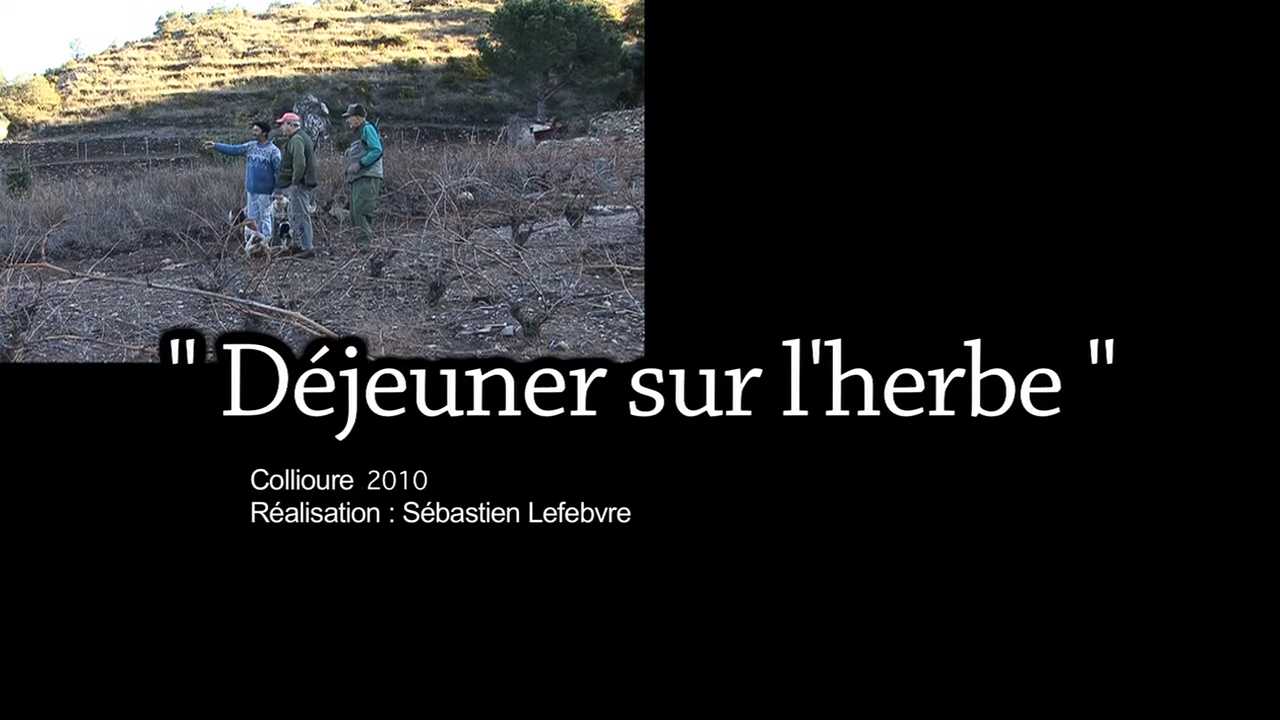 " Déjeuner sur l'herbe "
Collioure 2010
Réalisation : Sébastien Lefebvre